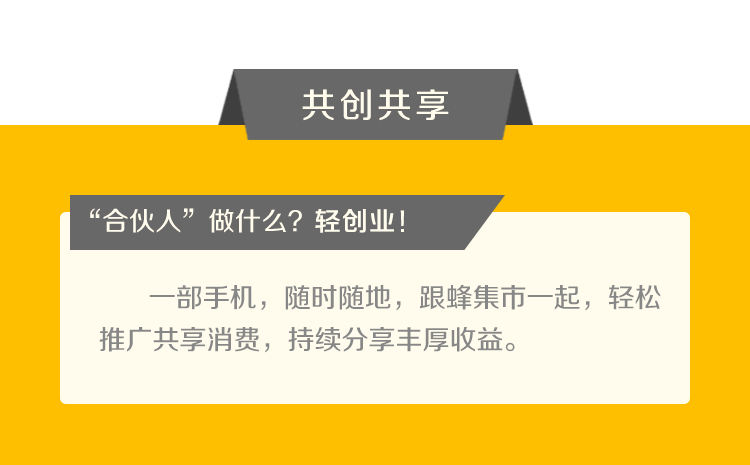 共创共享
“合伙人”做什么？轻创业！
一部手机，随时随地，跟蜂集市一起，轻松
推广共享消费，持续分享丰厚收益。